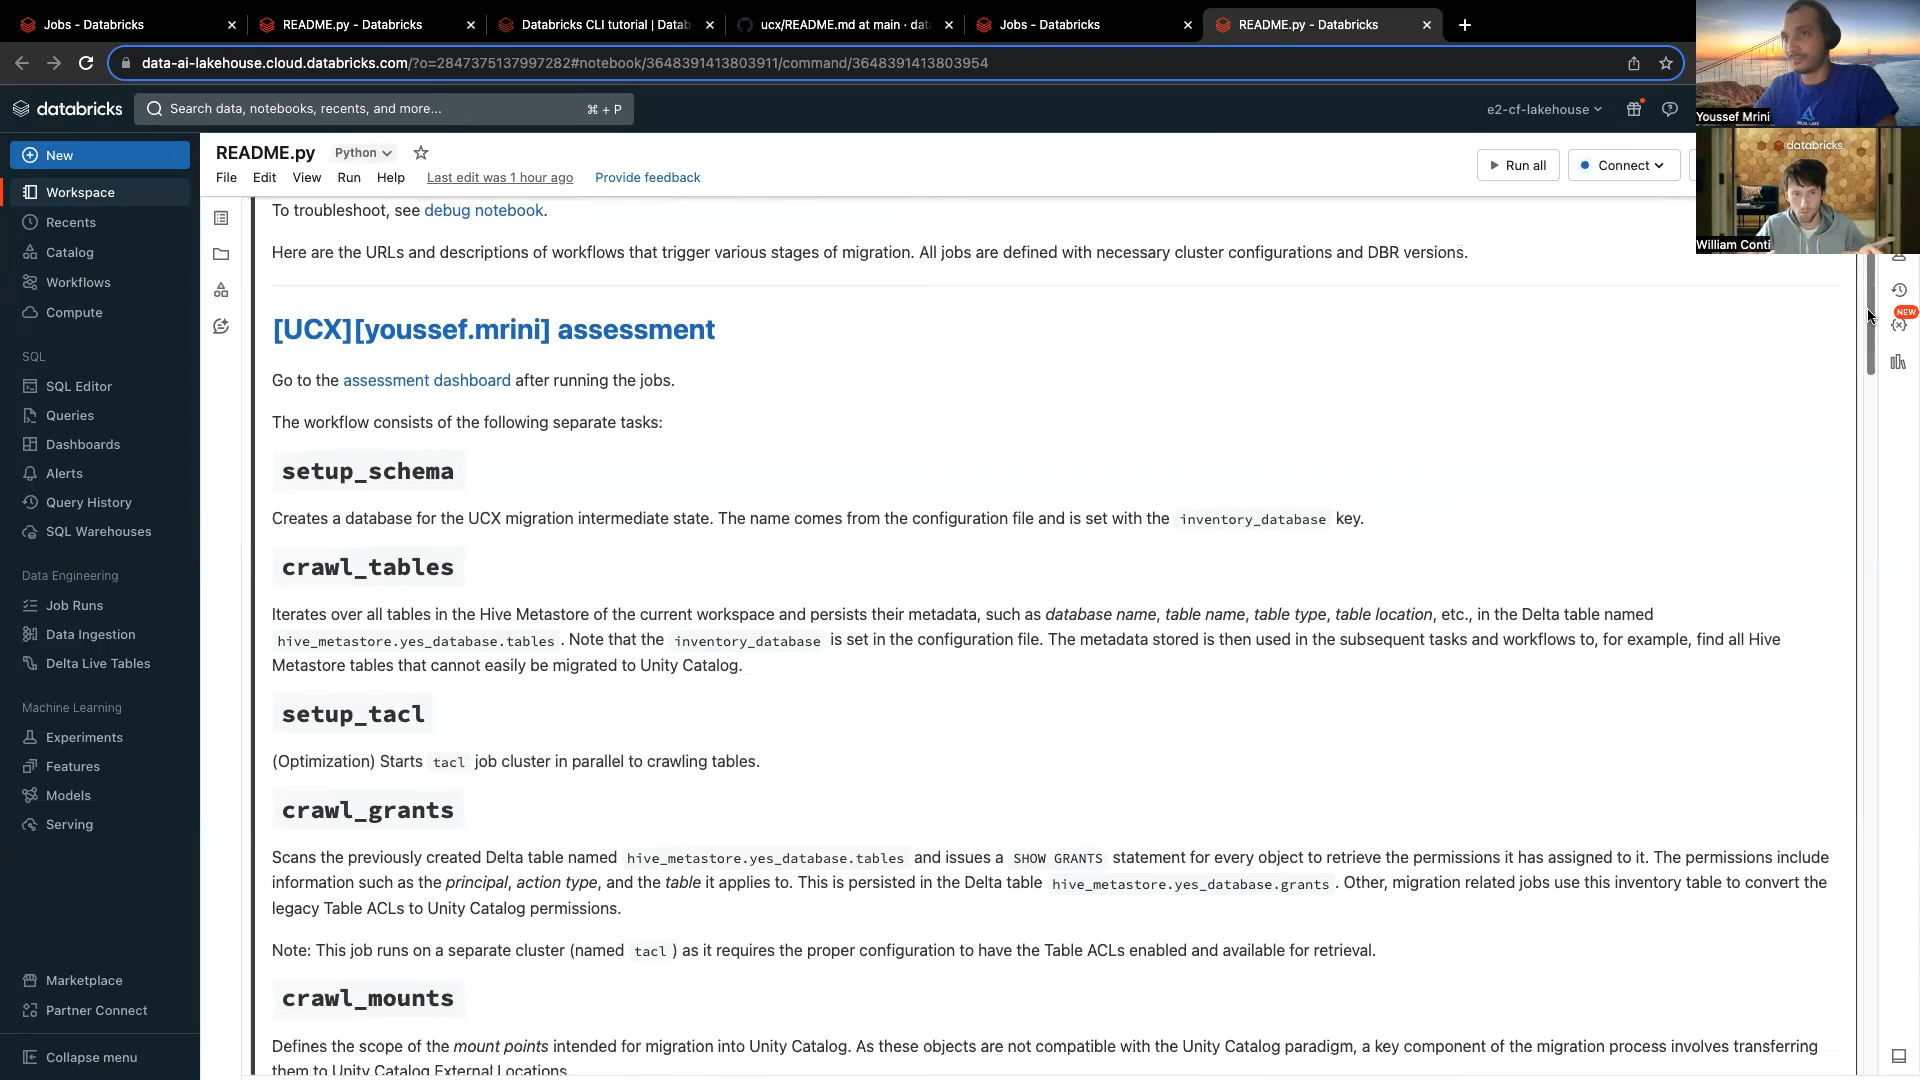 Jobs - Databricks
README.py - Databricks
Databricks CLI tutorial | Datab
ucx/README.md at main · data
Jobs - Databricks
README.py - Databricks
data-ai-lakehouse.cloud.databricks.com/?o=2847375137997282#notebook/3648391413803911/command/3648391413803954
databricks
Search data, notebooks, recents, and more...
⌘ + P
e2-cf-lakehouse
Youssef Mrini
databricks
William Conti
New
Workspace
Recents
Catalog
Workflows
Compute
SQL
SQL Editor
Queries
Dashboards
Alerts
Query History
SQL Warehouses
Data Engineering
Job Runs
Data Ingestion
Delta Live Tables
Machine Learning
Experiments
Features
Models
Serving
Marketplace
Partner Connect
Collapse menu
README.py
Python
File Edit View Run Help Last edit was 1 hour ago Provide feedback
Run all
Connect
NEW
To troubleshoot, see debug notebook.
Here are the URLs and descriptions of workflows that trigger various stages of migration. All jobs are defined with necessary cluster configurations and DBR versions.
[UCX][youssef.mrini] assessment
Go to the assessment dashboard after running the jobs.
The workflow consists of the following separate tasks:
setup_schema
Creates a database for the UCX migration intermediate state. The name comes from the configuration file and is set with the inventory_database key.
crawl_tables
Iterates over all tables in the Hive Metastore of the current workspace and persists their metadata, such as database name, table name, table type, table location, etc., in the Delta table named
hive_metastore.yes_database.tables . Note that the inventory_database is set in the configuration file. The metadata stored is then used in the subsequent tasks and workflows to, for example, find all Hive
Metastore tables that cannot easily be migrated to Unity Catalog.
setup_tacl
(Optimization) Starts tacl job cluster in parallel to crawling tables.
crawl_grants
Scans the previously created Delta table named hive_metastore.yes_database.tables and issues a SHOW GRANTS statement for every object to retrieve the permissions it has assigned to it. The permissions include
information such as the principal, action type, and the table it applies to. This is persisted in the Delta table hive_metastore.yes_database.grants . Other, migration related jobs use this inventory table to convert the
legacy Table ACLs to Unity Catalog permissions.
Note: This job runs on a separate cluster (named tacl ) as it requires the proper configuration to have the Table ACLs enabled and available for retrieval.
crawl_mounts
Defines the scope of the mount points intended for migration into Unity Catalog. As these objects are not compatible with the Unity Catalog paradigm, a key component of the migration process involves transferring
them to Unity Catalog External Locations.